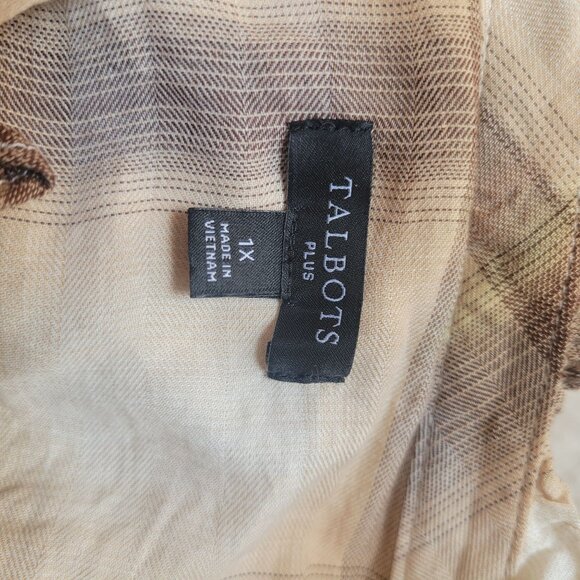 TALBOTS
PLUS
1X
MADE IN
VIETNAM